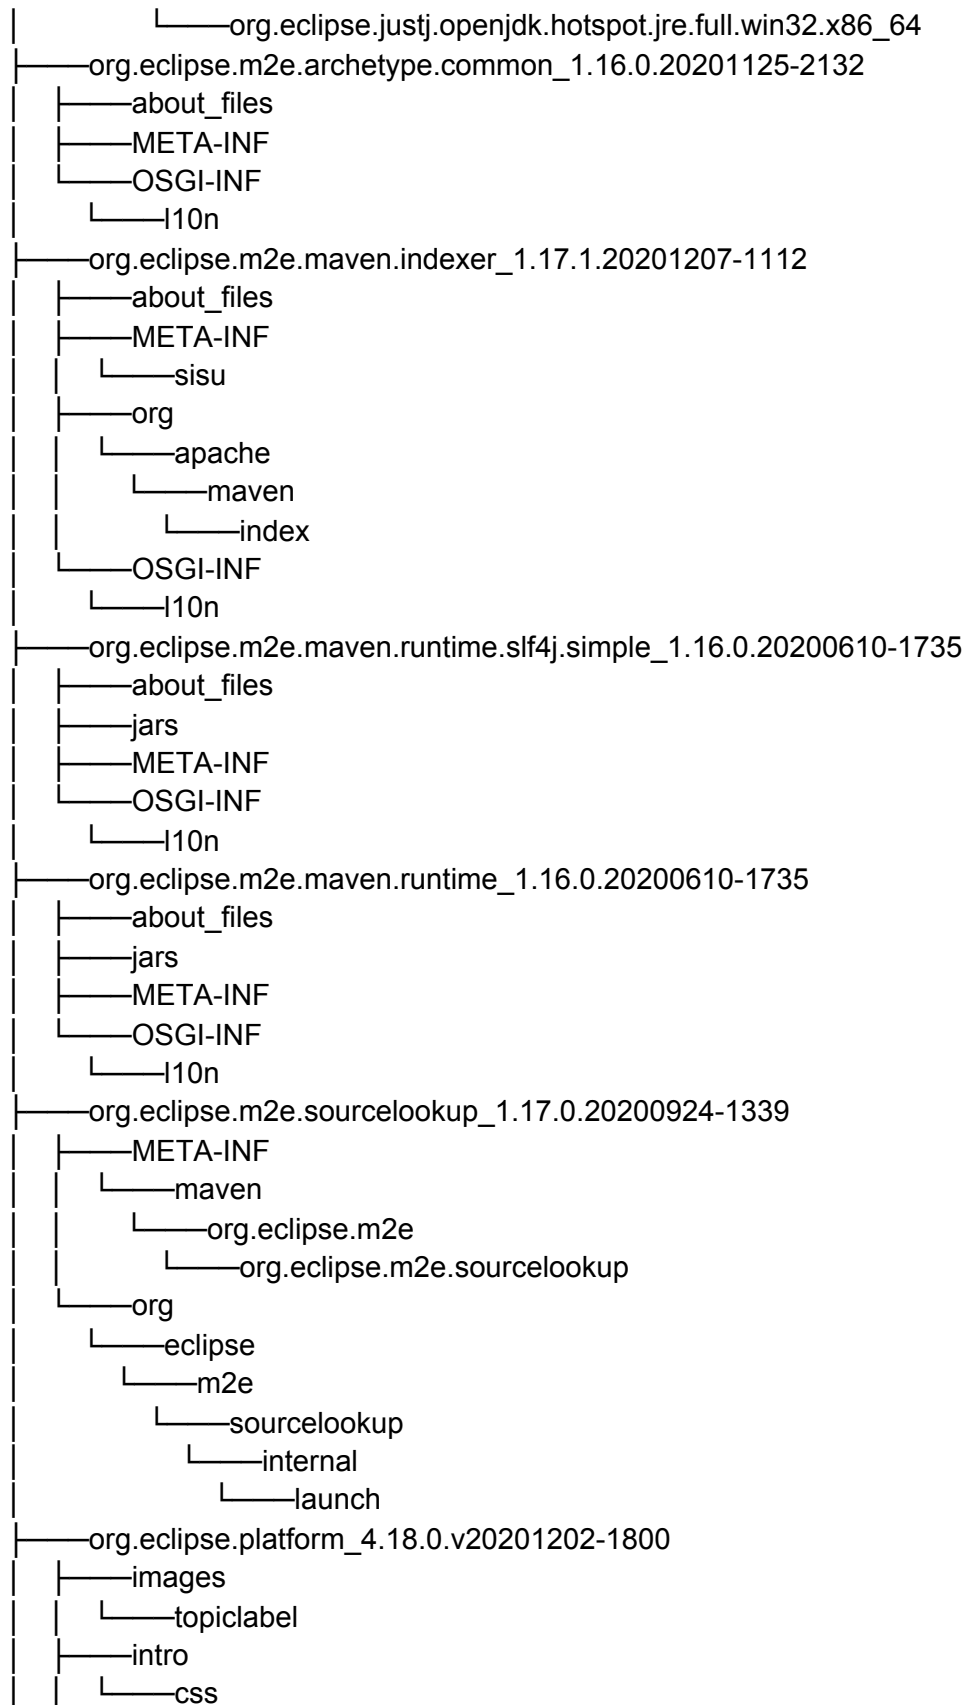 │ └────org.eclipse.justj.openjdk.hotspot.jre.full.win32.x86_64
├────org.eclipse.m2e.archetype.common_1.16.0.20201125-2132
│ ├────about_files
│ ├────META-INF
│ └────OSGI-INF
│ └────l10n
├────org.eclipse.m2e.maven.indexer_1.17.1.20201207-1112
│ ├────about_files
│ ├────META-INF
│ │ └────sisu
│ ├────org
│ │ └────apache
│ │ └────maven
│ │ └────index
│ └────OSGI-INF
│ └────l10n
├────org.eclipse.m2e.maven.runtime.slf4j.simple_1.16.0.20200610-1735
│ ├────about_files
│ ├────jars
│ ├────META-INF
│ └────OSGI-INF
│ └────l10n
├────org.eclipse.m2e.maven.runtime_1.16.0.20200610-1735
│ ├────about_files
│ ├────jars
│ ├────META-INF
│ └────OSGI-INF
│ └────l10n
├────org.eclipse.m2e.sourcelookup_1.17.0.20200924-1339
│ ├────META-INF
│ │ └────maven
│ │ └────org.eclipse.m2e
│ │ └────org.eclipse.m2e.sourcelookup
│ └────org
│ └────eclipse
│ └────m2e
│ └────sourcelookup
│ └────internal
│ └────launch
├────org.eclipse.platform_4.18.0.v20201202-1800
│ ├────images
│ │ └────topiclabel
│ ├────intro
│ │ └────css